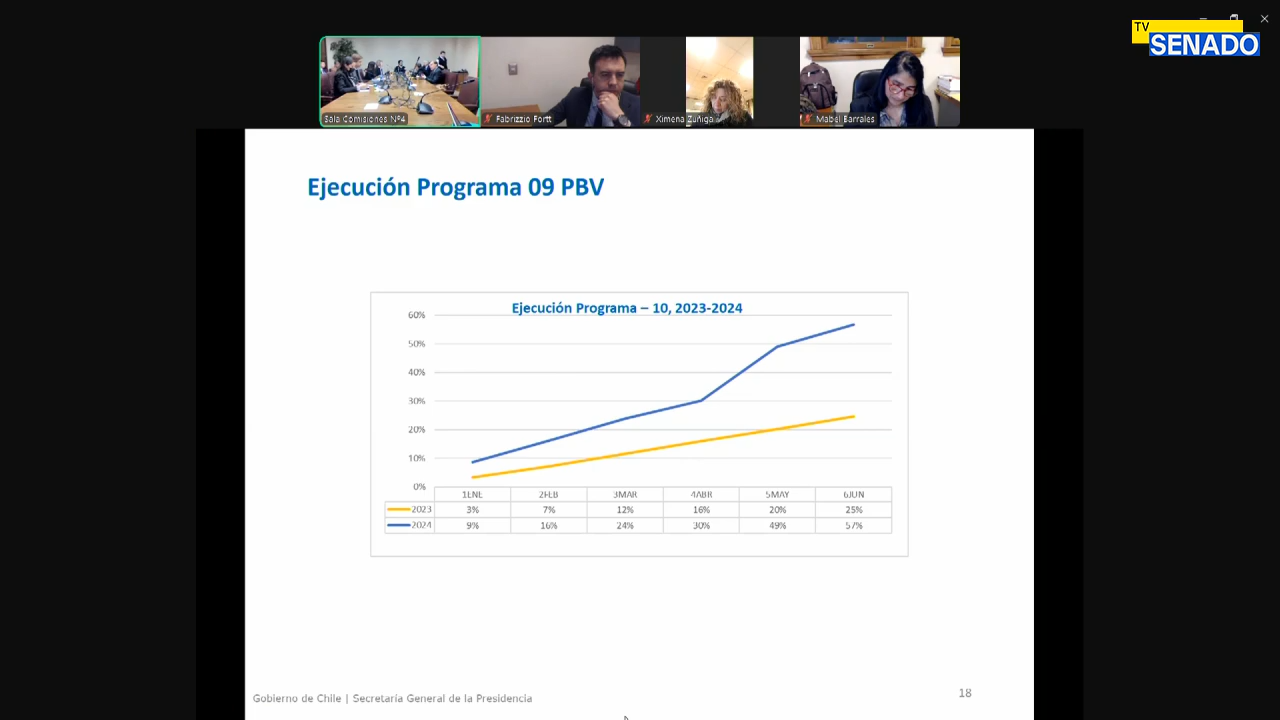 TV
SENADO
Sala Comisiones Nº4
Fabrizzio Fortt
Ximena Zúñiga
Mabel Barrales
Ejecución Programa 09 PBV
Ejecución Programa – 10, 2023-2024
60%
50%
40%
30%
20%
10%
0%
1ENE 2FEB 3MAR 4ABR 5MAY 6JUN
2023 3% 7% 12% 16% 20% 25%
2024 9% 16% 24% 30% 49% 57%
Gobierno de Chile | Secretaría General de la Presidencia
18